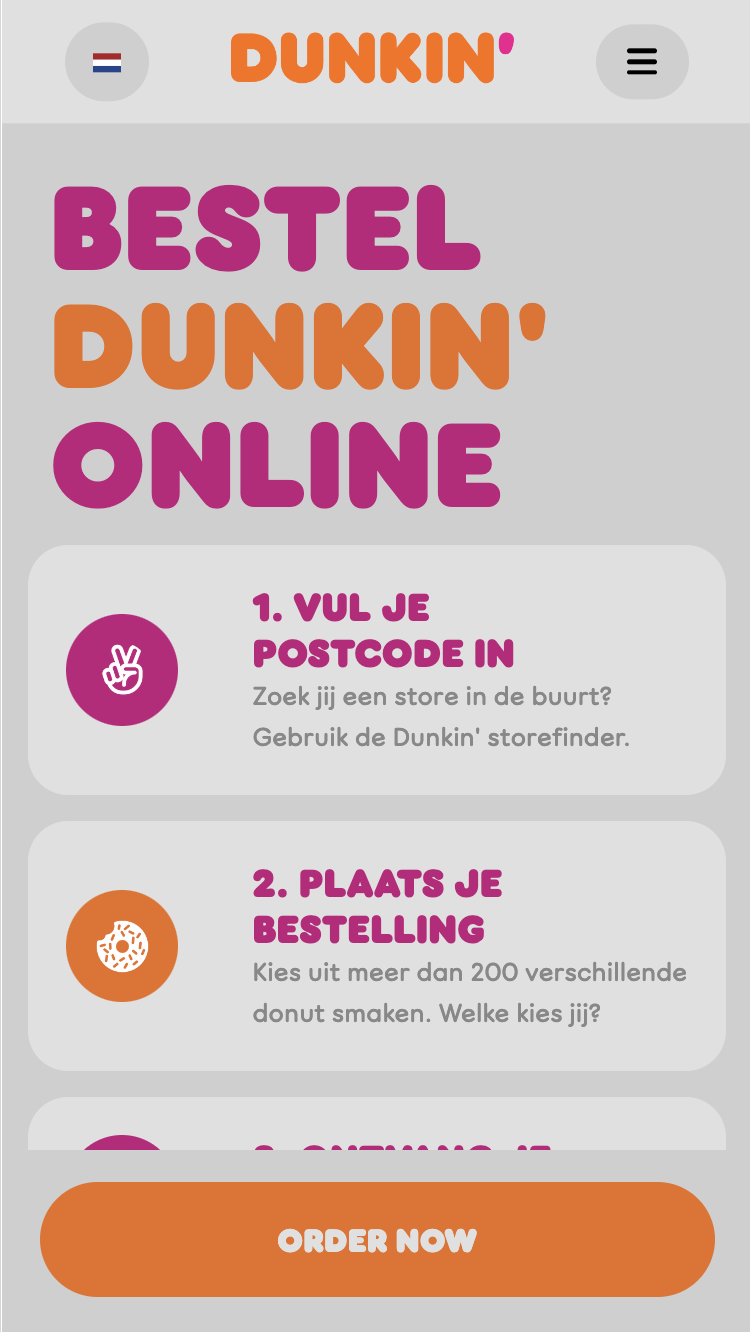 DUNKIN'
BESTEL
DUNKIN'
ONLINE
1. VUL JE
POSTCODE IN
Zoek jij een store in de buurt?
Gebruik de Dunkin' storefinder.
2. PLAATS JE
BESTELLING
Kies uit meer dan 200 verschillende
donut smaken. Welke kies jij?
ORDER NOW